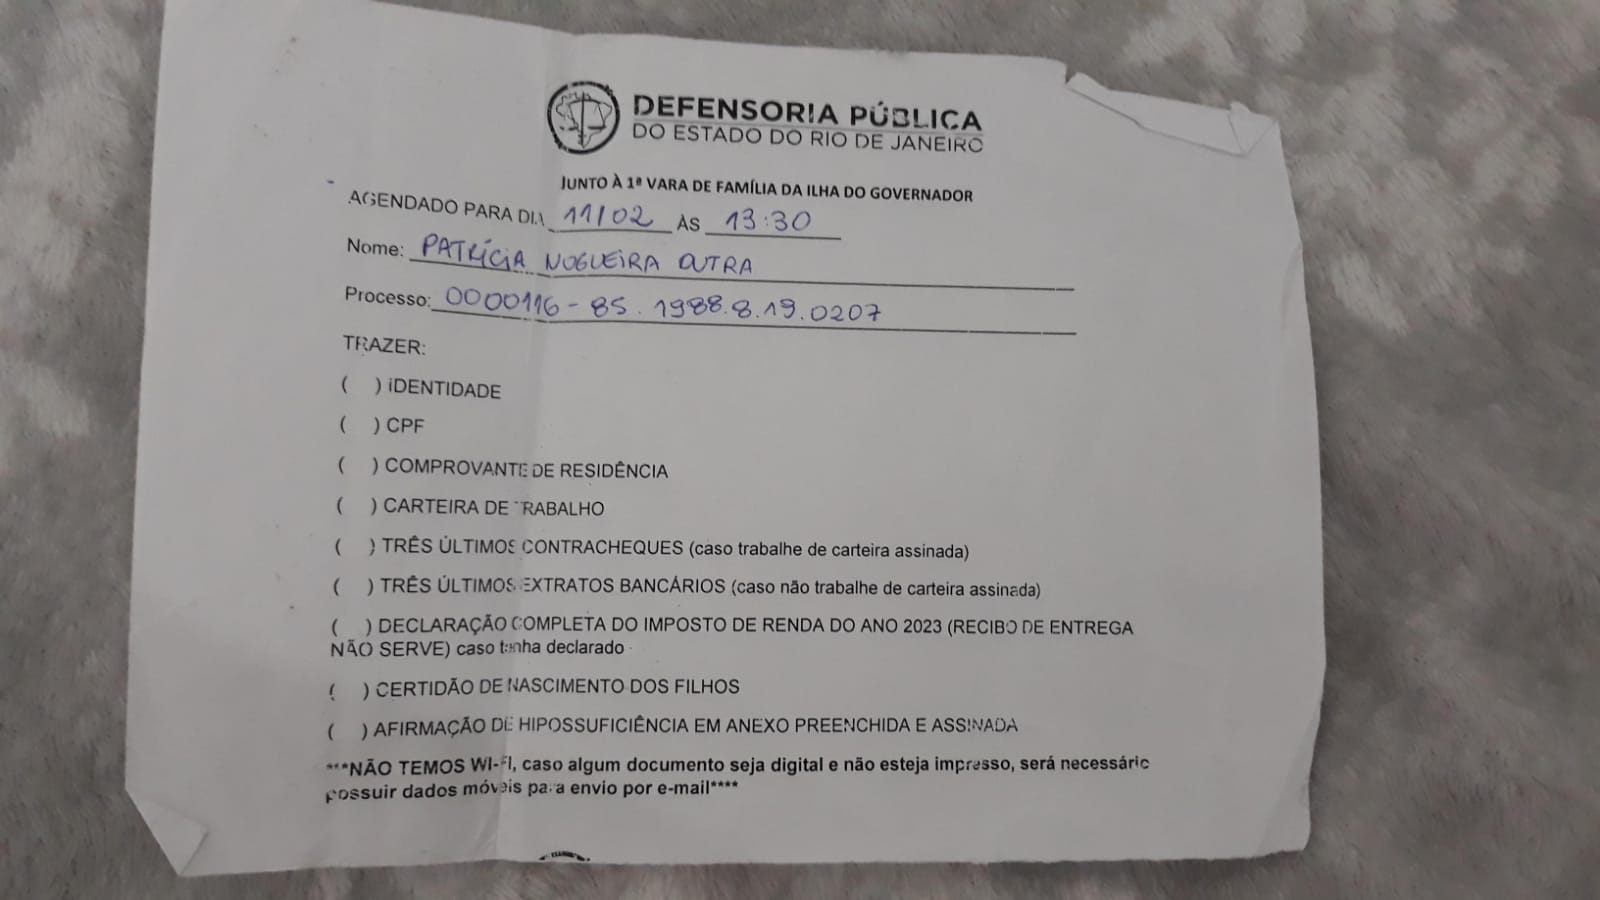 DEFENSORIA PÚBLICA
DO ESTADO DO RIO DE JANEIRO
JUNTO À 1ª VARA DE FAMÍLIA DA ILHA DO GOVERNADOR
AGENDADO PARA DIA 11/02 ÀS 13:30
Nome: PATRÍCIA NOGUEIRA DUTRA
Processo: 0000116-85.1988.8.19.0207
TRAZER:
( ) IDENTIDADE
( ) CPF
( ) COMPROVANTE DE RESIDÊNCIA
( ) CARTEIRA DE TRABALHO
( ) TRÊS ÚLTIMOS CONTRACHEQUES (caso trabalhe de carteira assinada)
( ) TRÊS ÚLTIMOS EXTRATOS BANCÁRIOS (caso não trabalhe de carteira assinada)
( ) DECLARAÇÃO COMPLETA DO IMPOSTO DE RENDA DO ANO 2023 (RECIBO DE ENTREGA
NÃO SERVE) caso tenha declarado
( ) CERTIDÃO DE NASCIMENTO DOS FILHOS
( ) AFIRMAÇÃO DE HIPOSSUFICIÊNCIA EM ANEXO PREENCHIDA E ASSINADA
***NÃO TEMOS WI-FI, caso algum documento seja digital e não esteja impresso, será necessário
possuir dados móveis para envio por e-mail****